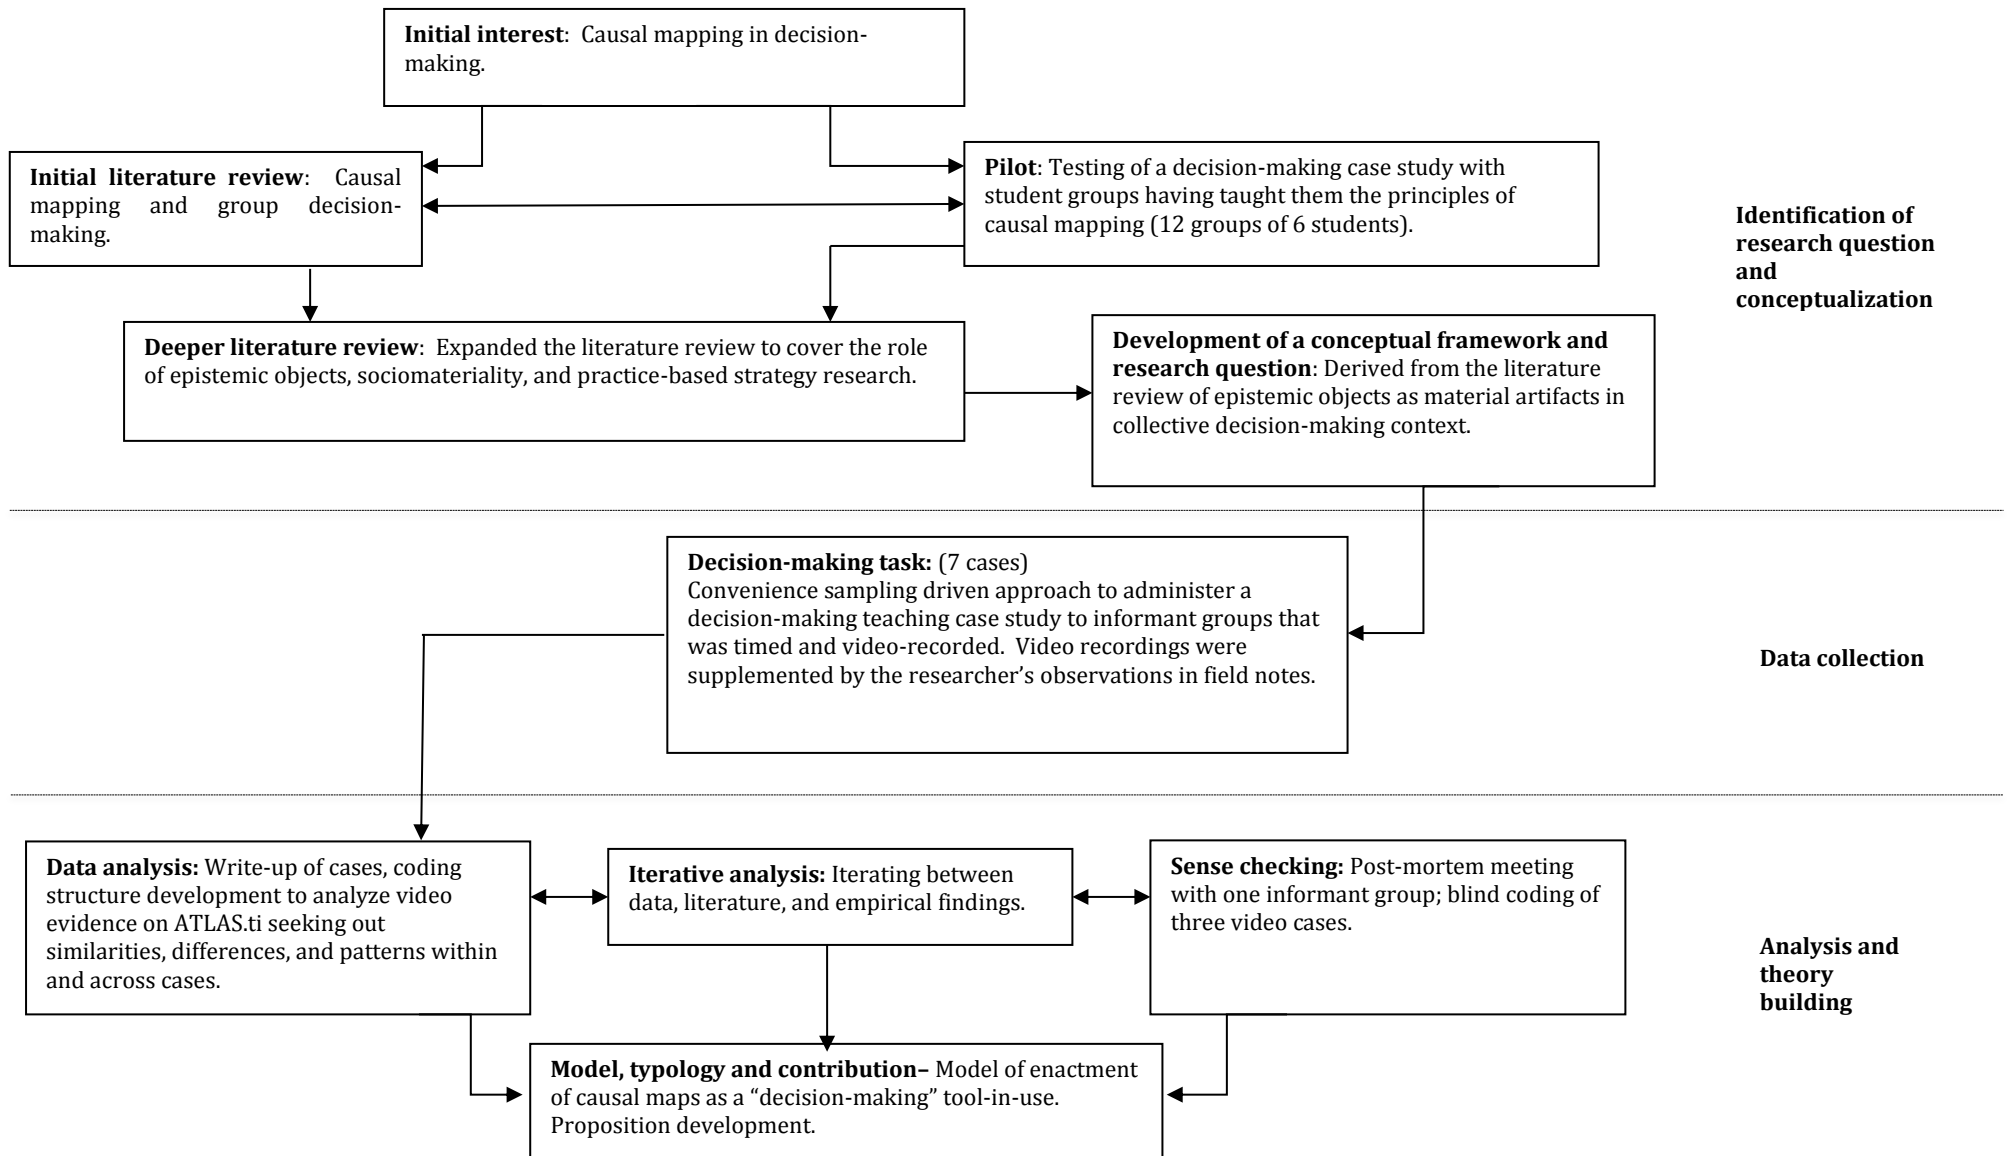 Initial interest: Causal mapping in decision-
making.
Initial literature review: Causal
mapping and group decision-
making.
Pilot: Testing of a decision-making case study with
student groups having taught them the principles of
causal mapping (12 groups of 6 students).
Identification of
research question
and
conceptualization
Deeper literature review: Expanded the literature review to cover the role
of epistemic objects, sociomateriality, and practice-based strategy research.
Development of a conceptual framework and
research question: Derived from the literature
review of epistemic objects as material artifacts in
collective decision-making context.
Decision-making task: (7 cases)
Convenience sampling driven approach to administer a
decision-making teaching case study to informant groups that
was timed and video-recorded. Video recordings were
supplemented by the researcher’s observations in field notes.
Data collection
Data analysis: Write-up of cases, coding
structure development to analyze video
evidence on ATLAS.ti seeking out
similarities, differences, and patterns within
and across cases.
Iterative analysis: Iterating between
data, literature, and empirical findings.
Sense checking: Post-mortem meeting
with one informant group; blind coding of
three video cases.
Analysis and
theory
building
Model, typology and contribution– Model of enactment
of causal maps as a “decision-making” tool-in-use.
Proposition development.